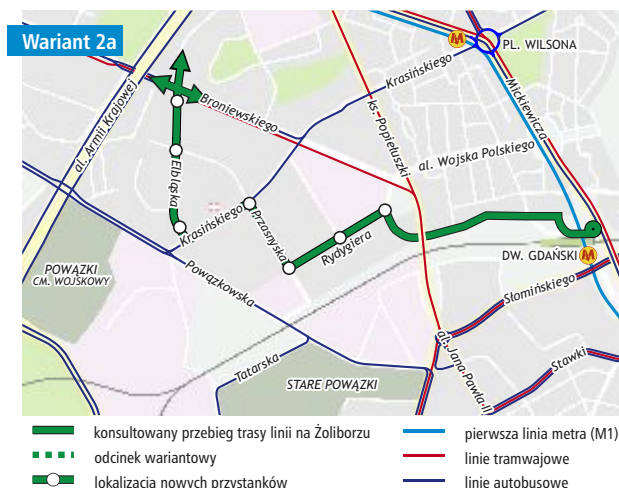 Wariant 2a
M
PL. WILSONA
Krasińskiego
Mickiewicza
al. Armii Krajowej
Broniewskiego
ks. Popiełuszki
al. Wojska Polskiego
Elbląska
Krasińskiego
Przasnyska
Rydygiera
DW. GDAŃSKI
M
POWĄZKI
CM. WOJSKOWY
Powązkowska
Słomińskiego
Tatarska
STARE POWĄZKI
al. Jana Pawła II
Stawki
konsultowany przebieg trasy linii na Żoliborzu
odcinek wariantowy
lokalizacja nowych przystanków
pierwsza linia metra (M1)
linie tramwajowe
linie autobusowe